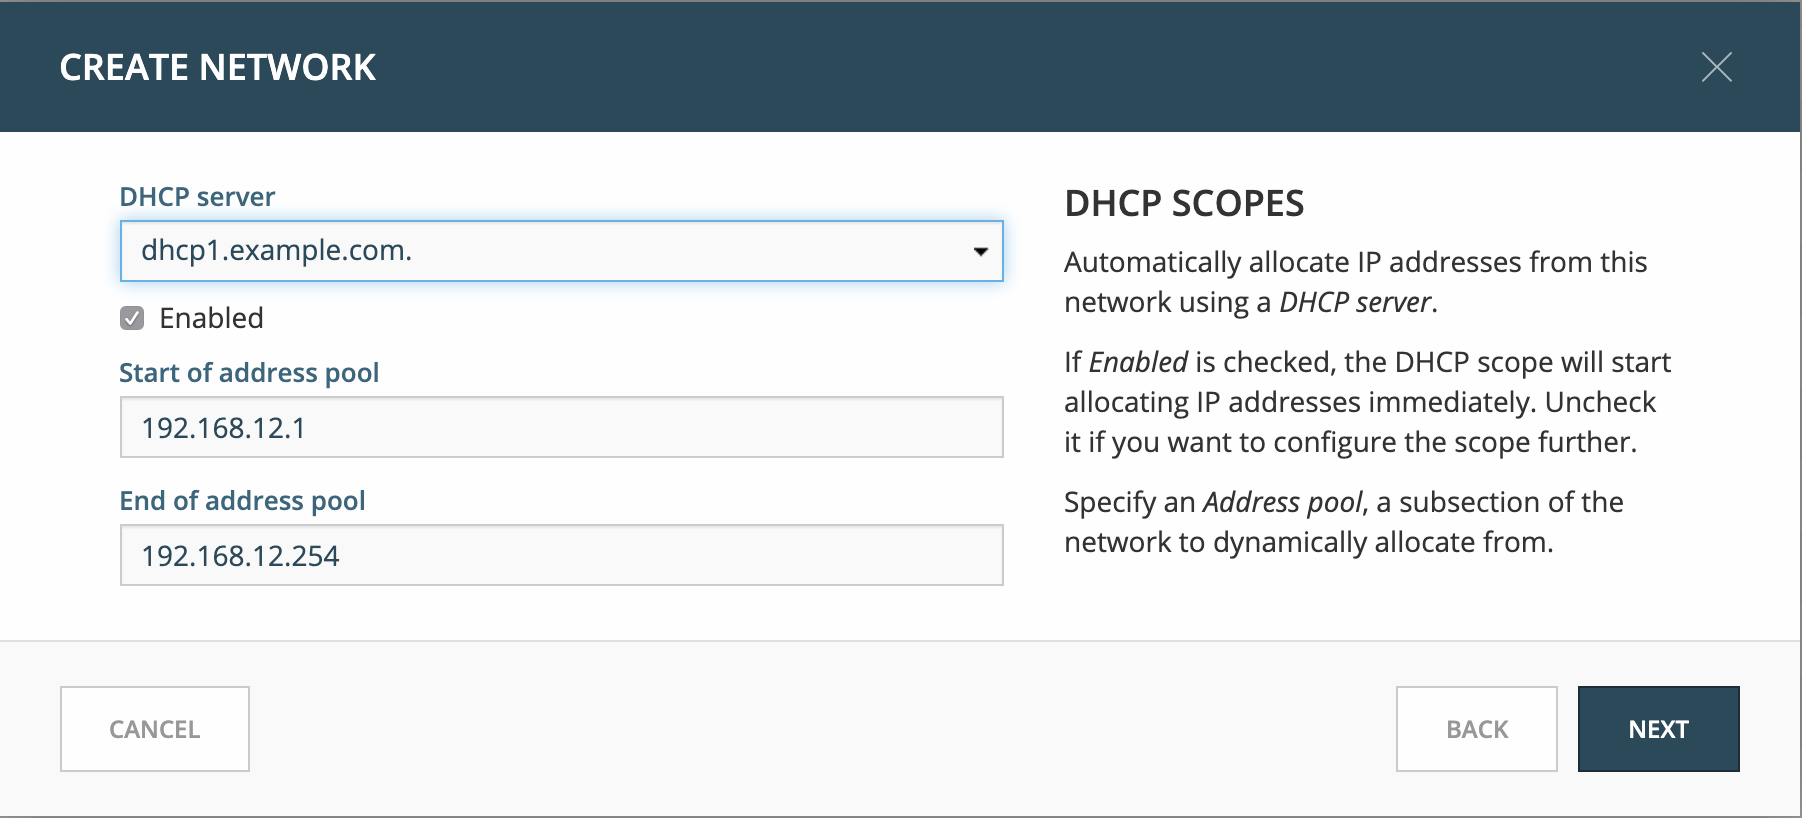 CREATE NETWORK
DHCP server
dhcp1.example.com.
Enabled
Start of address pool
192.168.12.1
End of address pool
192.168.12.254
DHCP SCOPES
Automatically allocate IP addresses from this
network using a DHCP server.
If Enabled is checked, the DHCP scope will start
allocating IP addresses immediately. Uncheck
it if you want to configure the scope further.
Specify an Address pool, a subsection of the
network to dynamically allocate from.
CANCEL
BACK
NEXT